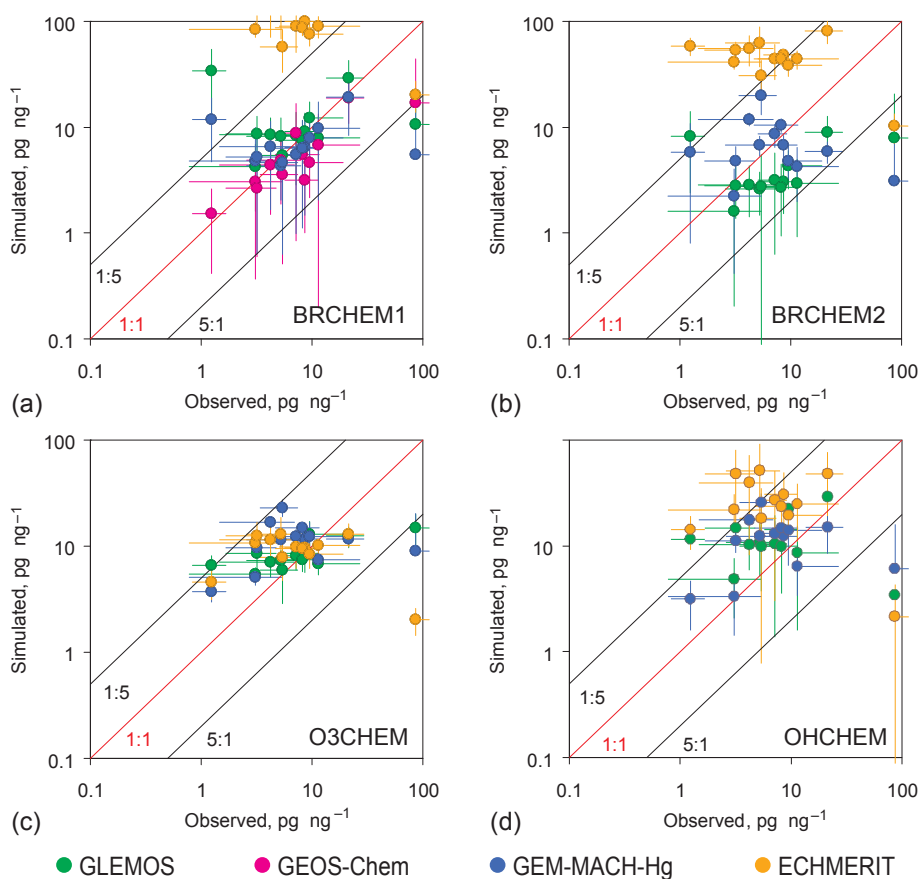 100
10
1
0.1
Simulated, pg ng⁻¹
1:5
1:1
5:1
BRCHEM1
0.1 1 10 100
Observed, pg ng⁻¹
(a)
100
10
1
0.1
Simulated, pg ng⁻¹
1:5
1:1
5:1
BRCHEM2
0.1 1 10 100
Observed, pg ng⁻¹
(b)
100
10
1
0.1
Simulated, pg ng⁻¹
1:5
1:1
5:1
O3CHEM
0.1 1 10 100
Observed, pg ng⁻¹
(c)
100
10
1
0.1
Simulated, pg ng⁻¹
1:5
1:1
5:1
OHCHEM
0.1 1 10 100
Observed, pg ng⁻¹
(d)
GLEMOS GEOS-Chem GEM-MACH-Hg ECHMERIT